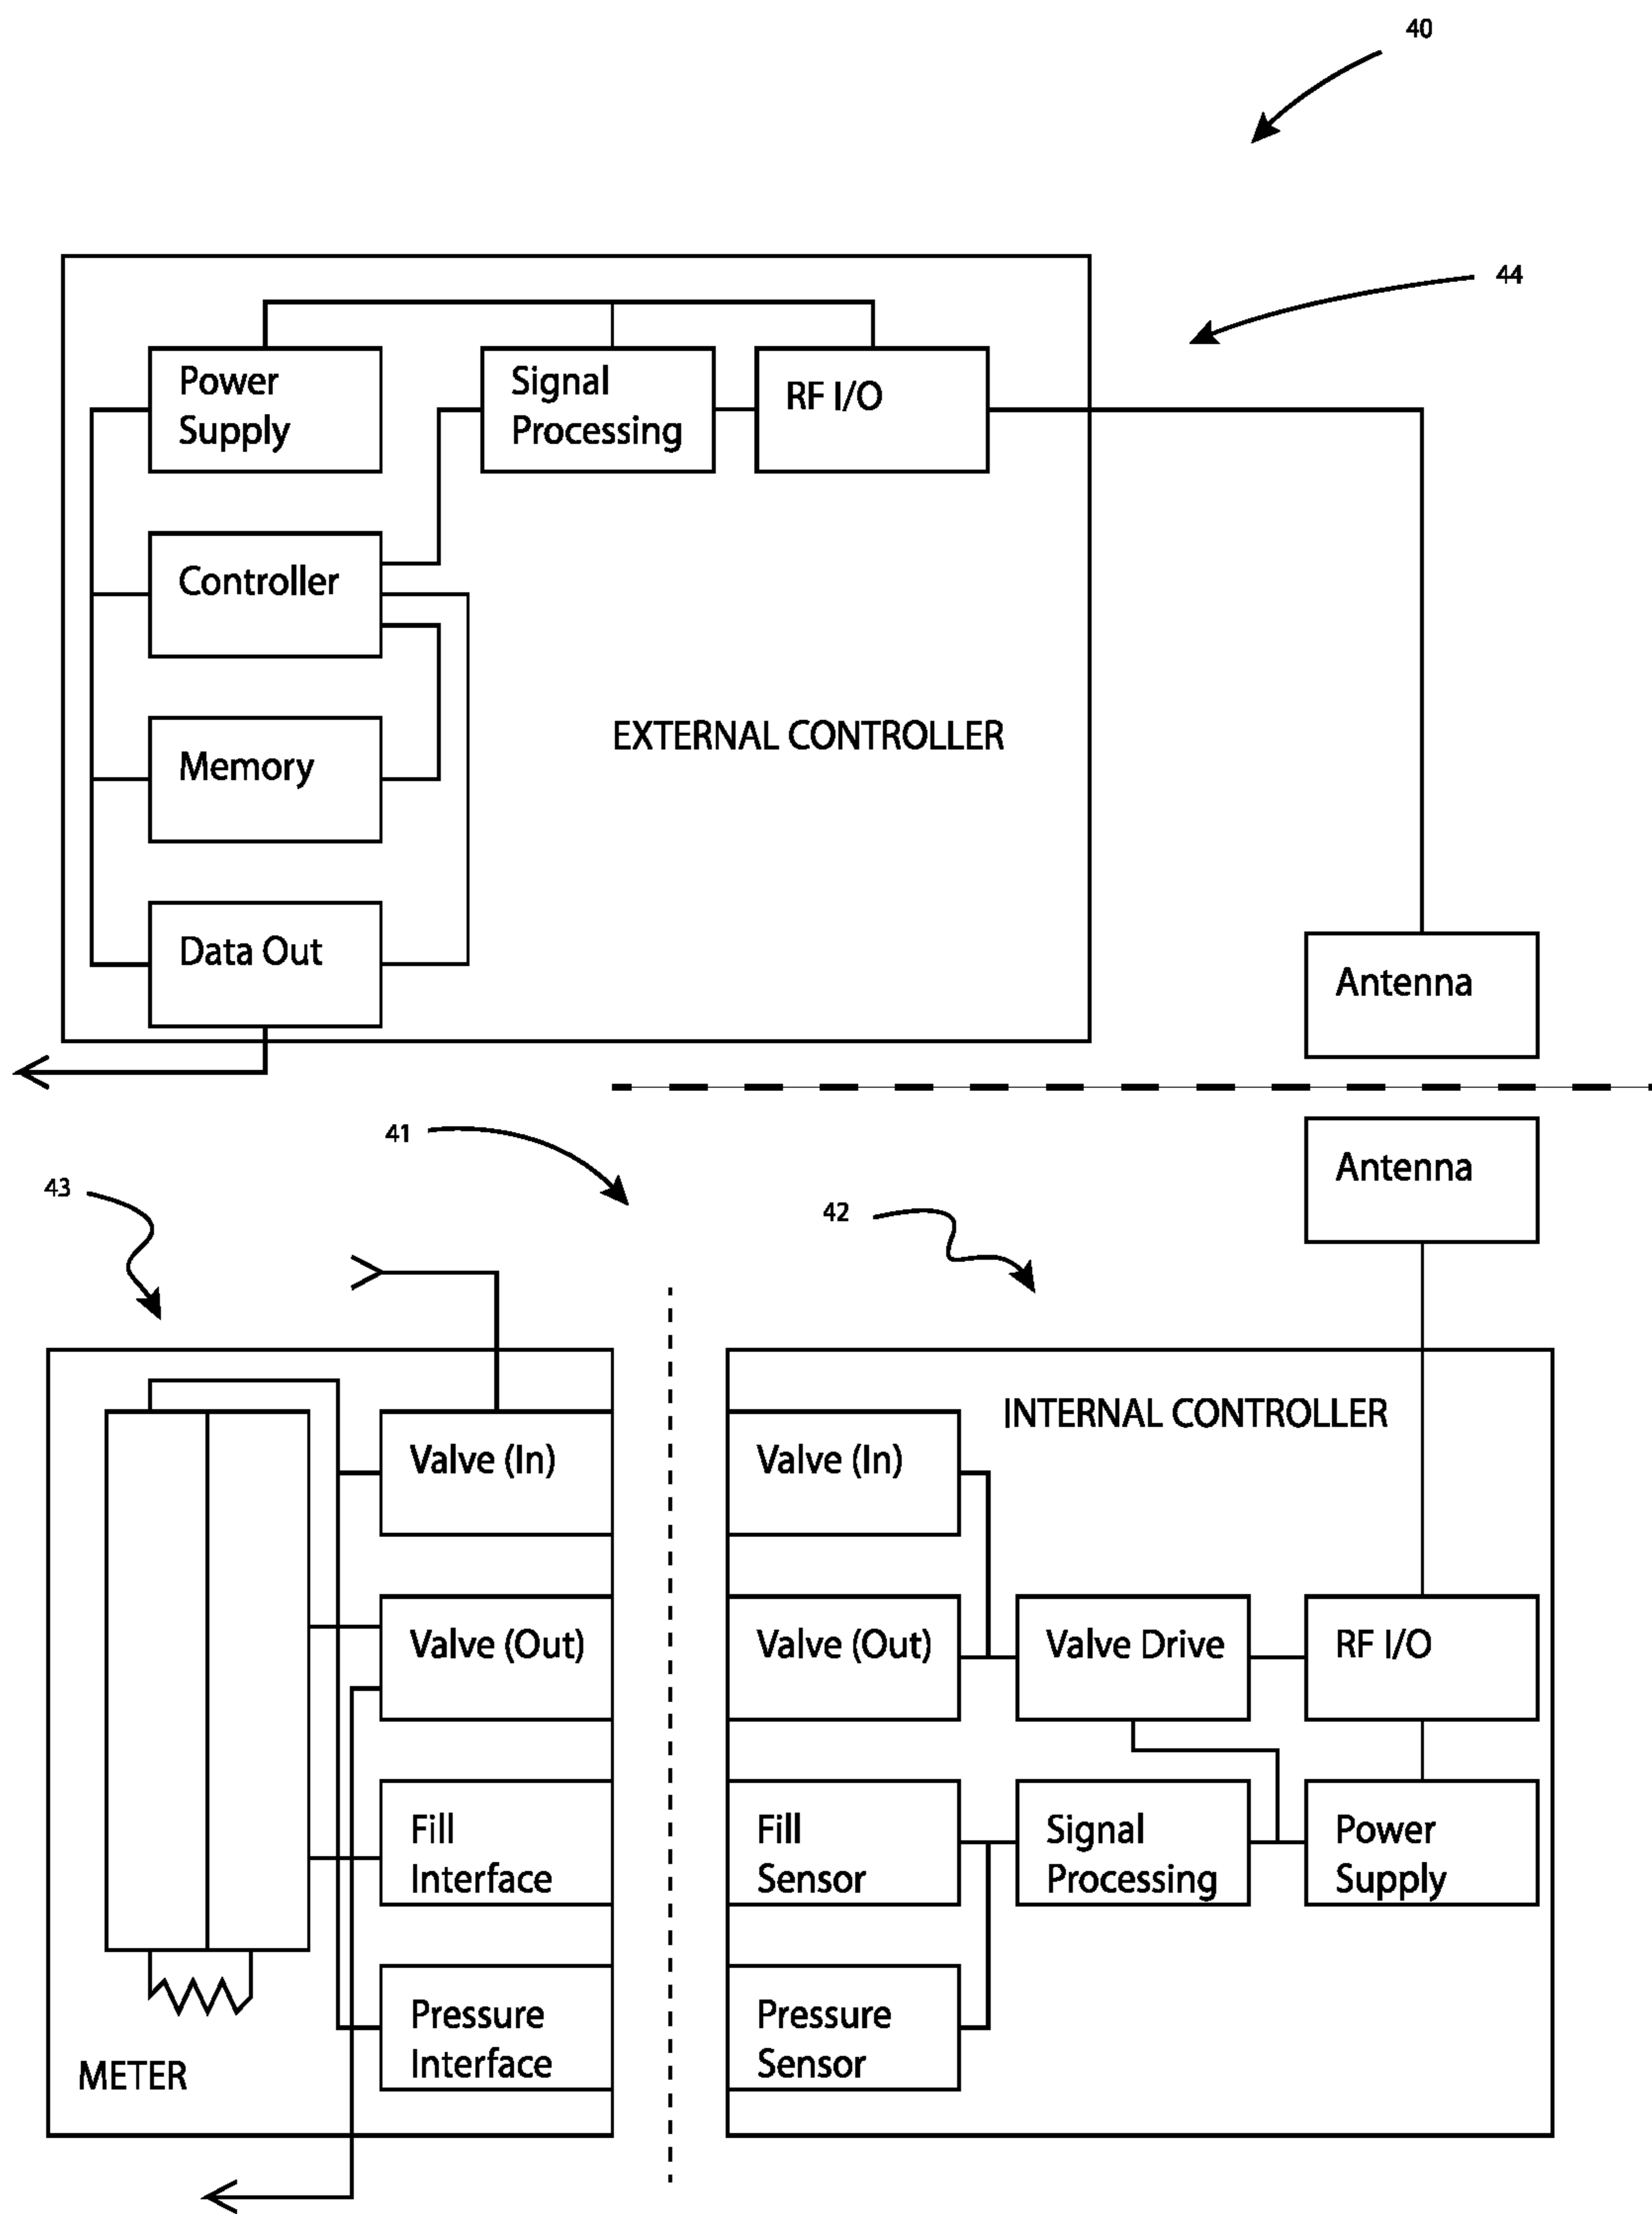 40
44
Power
Supply
Signal
Processing
RF I/O
Controller
EXTERNAL CONTROLLER
Memory
Data Out
Antenna
41
Antenna
43
42
INTERNAL CONTROLLER
Valve (In)
Valve (In)
Valve (Out)
Valve (Out)
Valve Drive
RF I/O
Fill
Interface
Fill
Sensor
Signal
Processing
Power
Supply
Pressure
Interface
Pressure
Sensor
METER